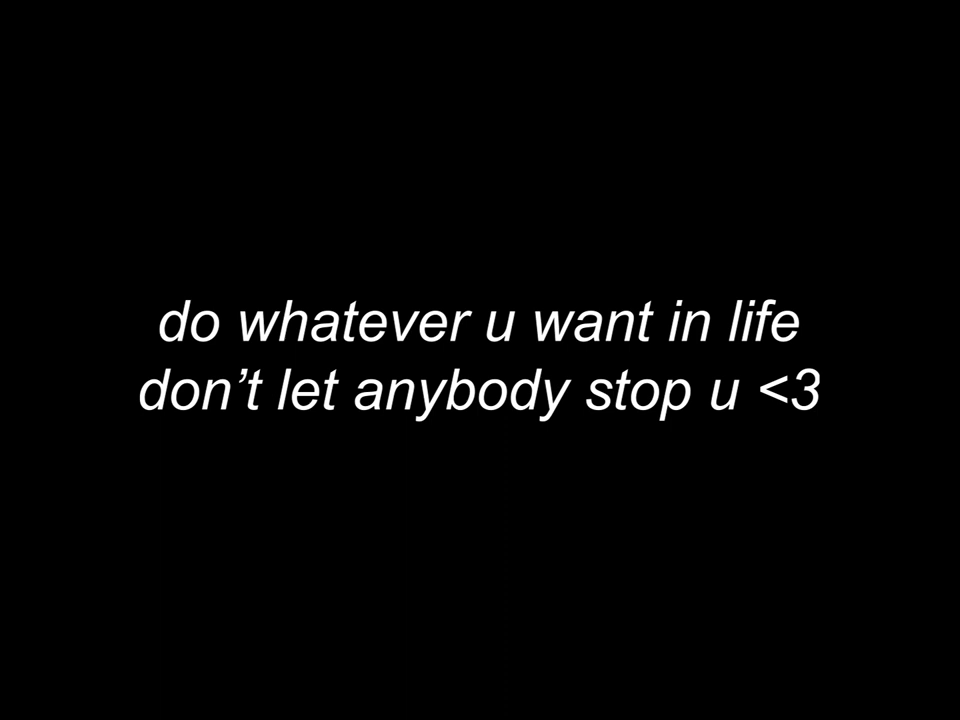 do whatever u want in life
don’t let anybody stop u <3